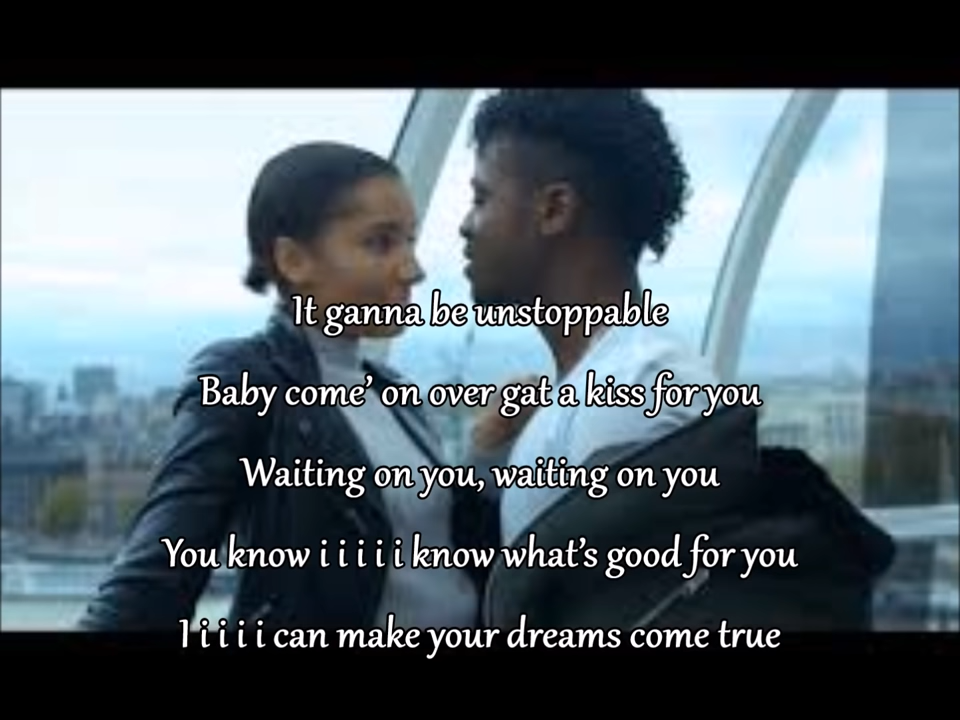 It ganna be unstoppable
Baby come’ on over gat a kiss for you
Waiting on you, waiting on you
You know i i i i i know what’s good for you
I i i i i can make your dreams come true